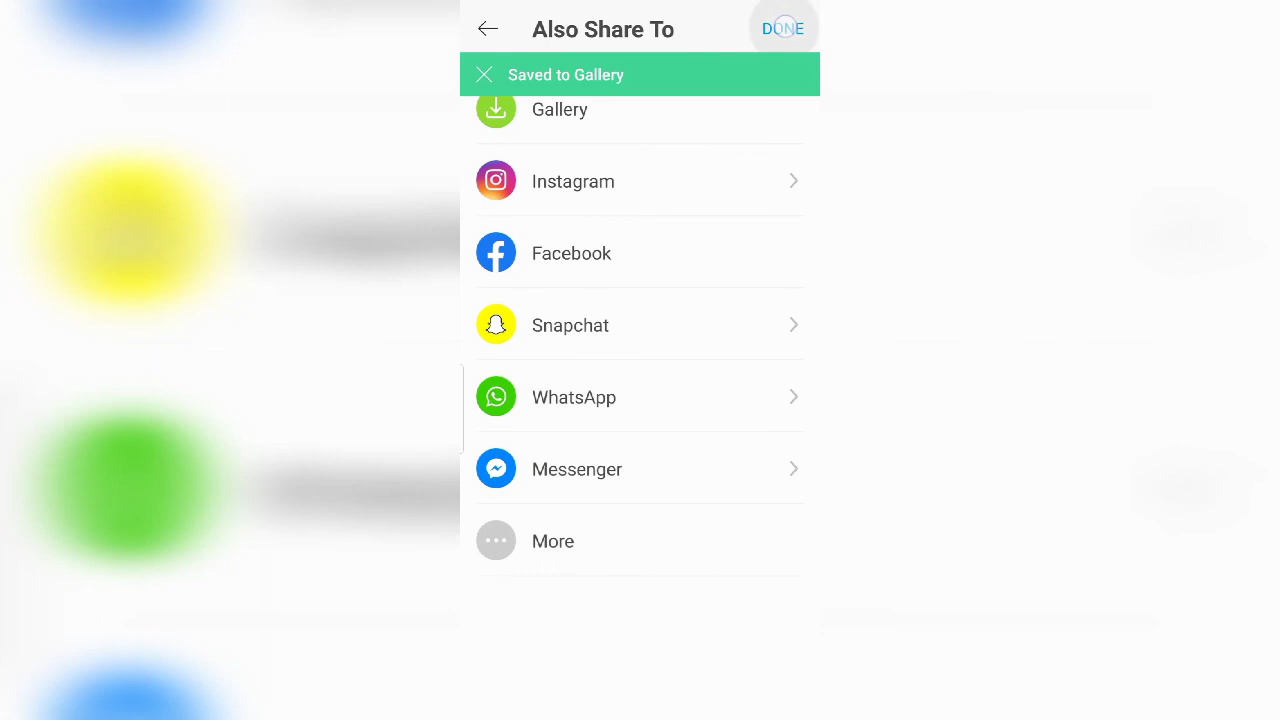 Also Share To
DONE
Saved to Gallery
Gallery
Instagram
Facebook
Snapchat
WhatsApp
Messenger
More